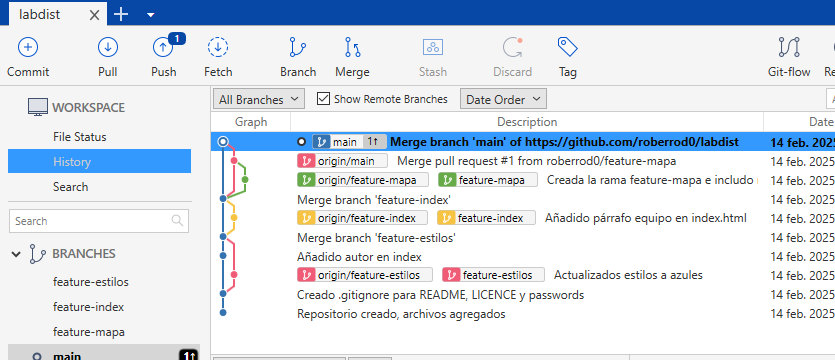 labdist
1
Commit Pull Push Fetch Branch Merge Stash Discard Tag Git-flow
WORKSPACE
File Status
History
Search
Search
BRANCHES
feature-estilos
feature-index
feature-mapa
main 1↑
All Branches Show Remote Branches Date Order
Graph Description Date
main 1↑ Merge branch 'main' of https://github.com/roberrod0/labdist 14 feb. 2025
origin/main Merge pull request #1 from roberrod0/feature-mapa 14 feb. 2025
origin/feature-mapa feature-mapa Creada la rama feature-mapa e includo 14 feb. 2025
Merge branch 'feature-index' 14 feb. 2025
origin/feature-index feature-index Añadido párrafo equipo en index.html 14 feb. 2025
Merge branch 'feature-estilos' 14 feb. 2025
Añadido autor en index 14 feb. 2025
origin/feature-estilos feature-estilos Actualizados estilos a azules 14 feb. 2025
Creado .gitignore para README, LICENCE y passwords 14 feb. 2025
Repositorio creado, archivos agregados 14 feb. 2025